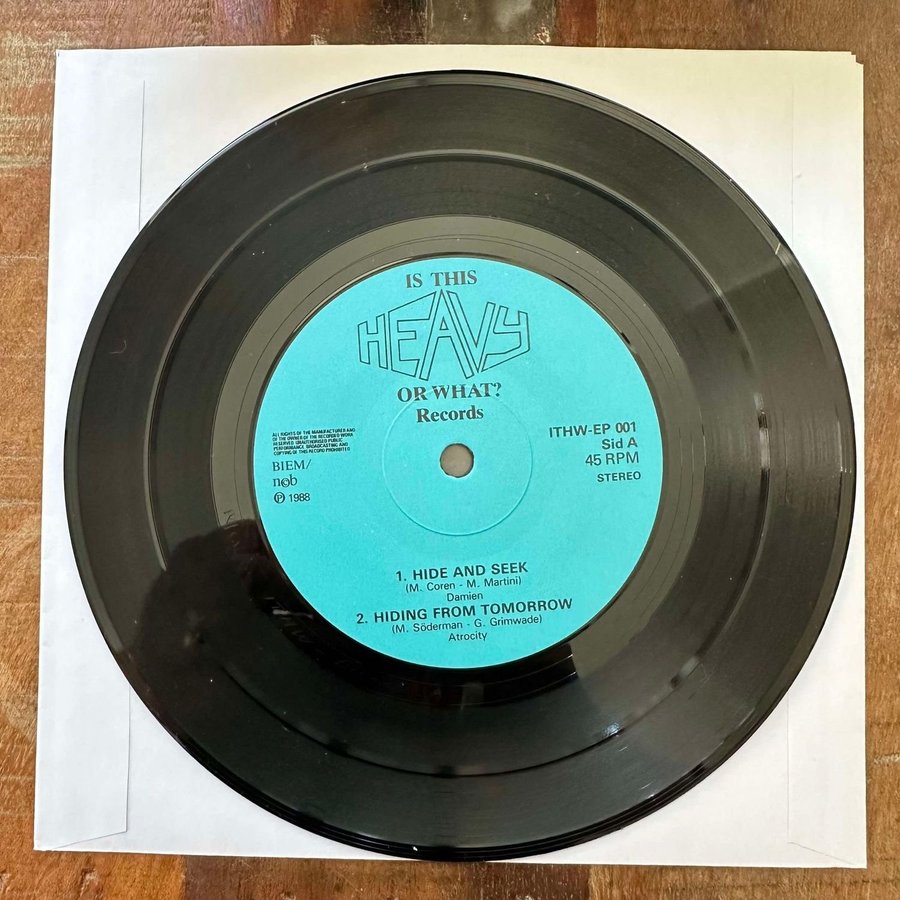 IS THIS
HEAVY
OR WHAT?
Records
ALL RIGHTS OF THE MANUFACTURER AND
OF THE OWNER OF THE RECORDED WORK
RESERVED UNAUTHORISED PUBLIC
PERFORMANCE BROADCASTING AND
COPYING OF THIS RECORD PROHIBITED
BIEM/
ncb
Ⓟ 1988
ITHW-EP 001
Sid A
45 RPM
STEREO
1. HIDE AND SEEK
(M. Coren - M. Martini)
Damien
2. HIDING FROM TOMORROW
(M. Söderman - G. Grimwade)
Atrocity